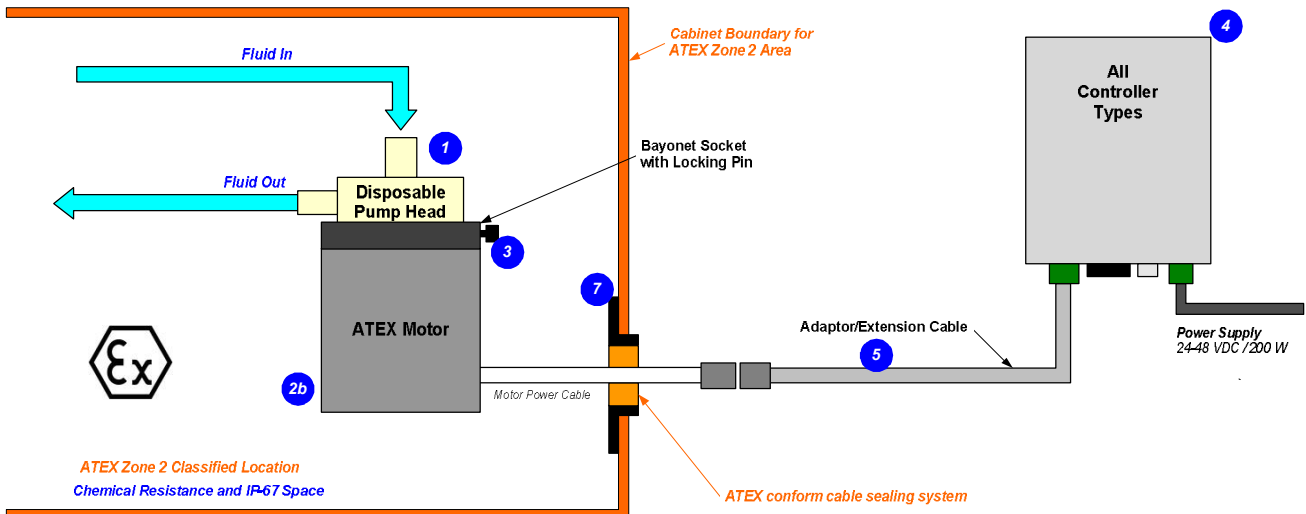 Fluid In
Cabinet Boundary for
ATEX Zone 2 Area
4
All
Controller
Types
1
Bayonet Socket
with Locking Pin
Fluid Out
Disposable
Pump Head
3
7
ATEX Motor
Adaptor/Extension Cable
Power Supply
24-48 VDC /200 W
5
Ex
2b
Motor Power Cable
ATEX Zone 2 Classified Location
Chemical Resistance and IP-67 Space
ATEX conform cable sealing system